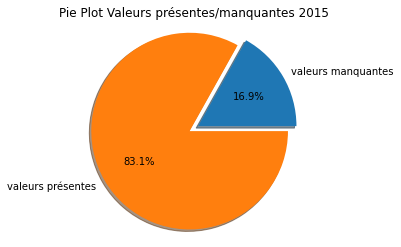 Pie Plot Valeurs présentes/manquantes 2015
valeurs manquantes
16.9%
83.1%
valeurs présentes